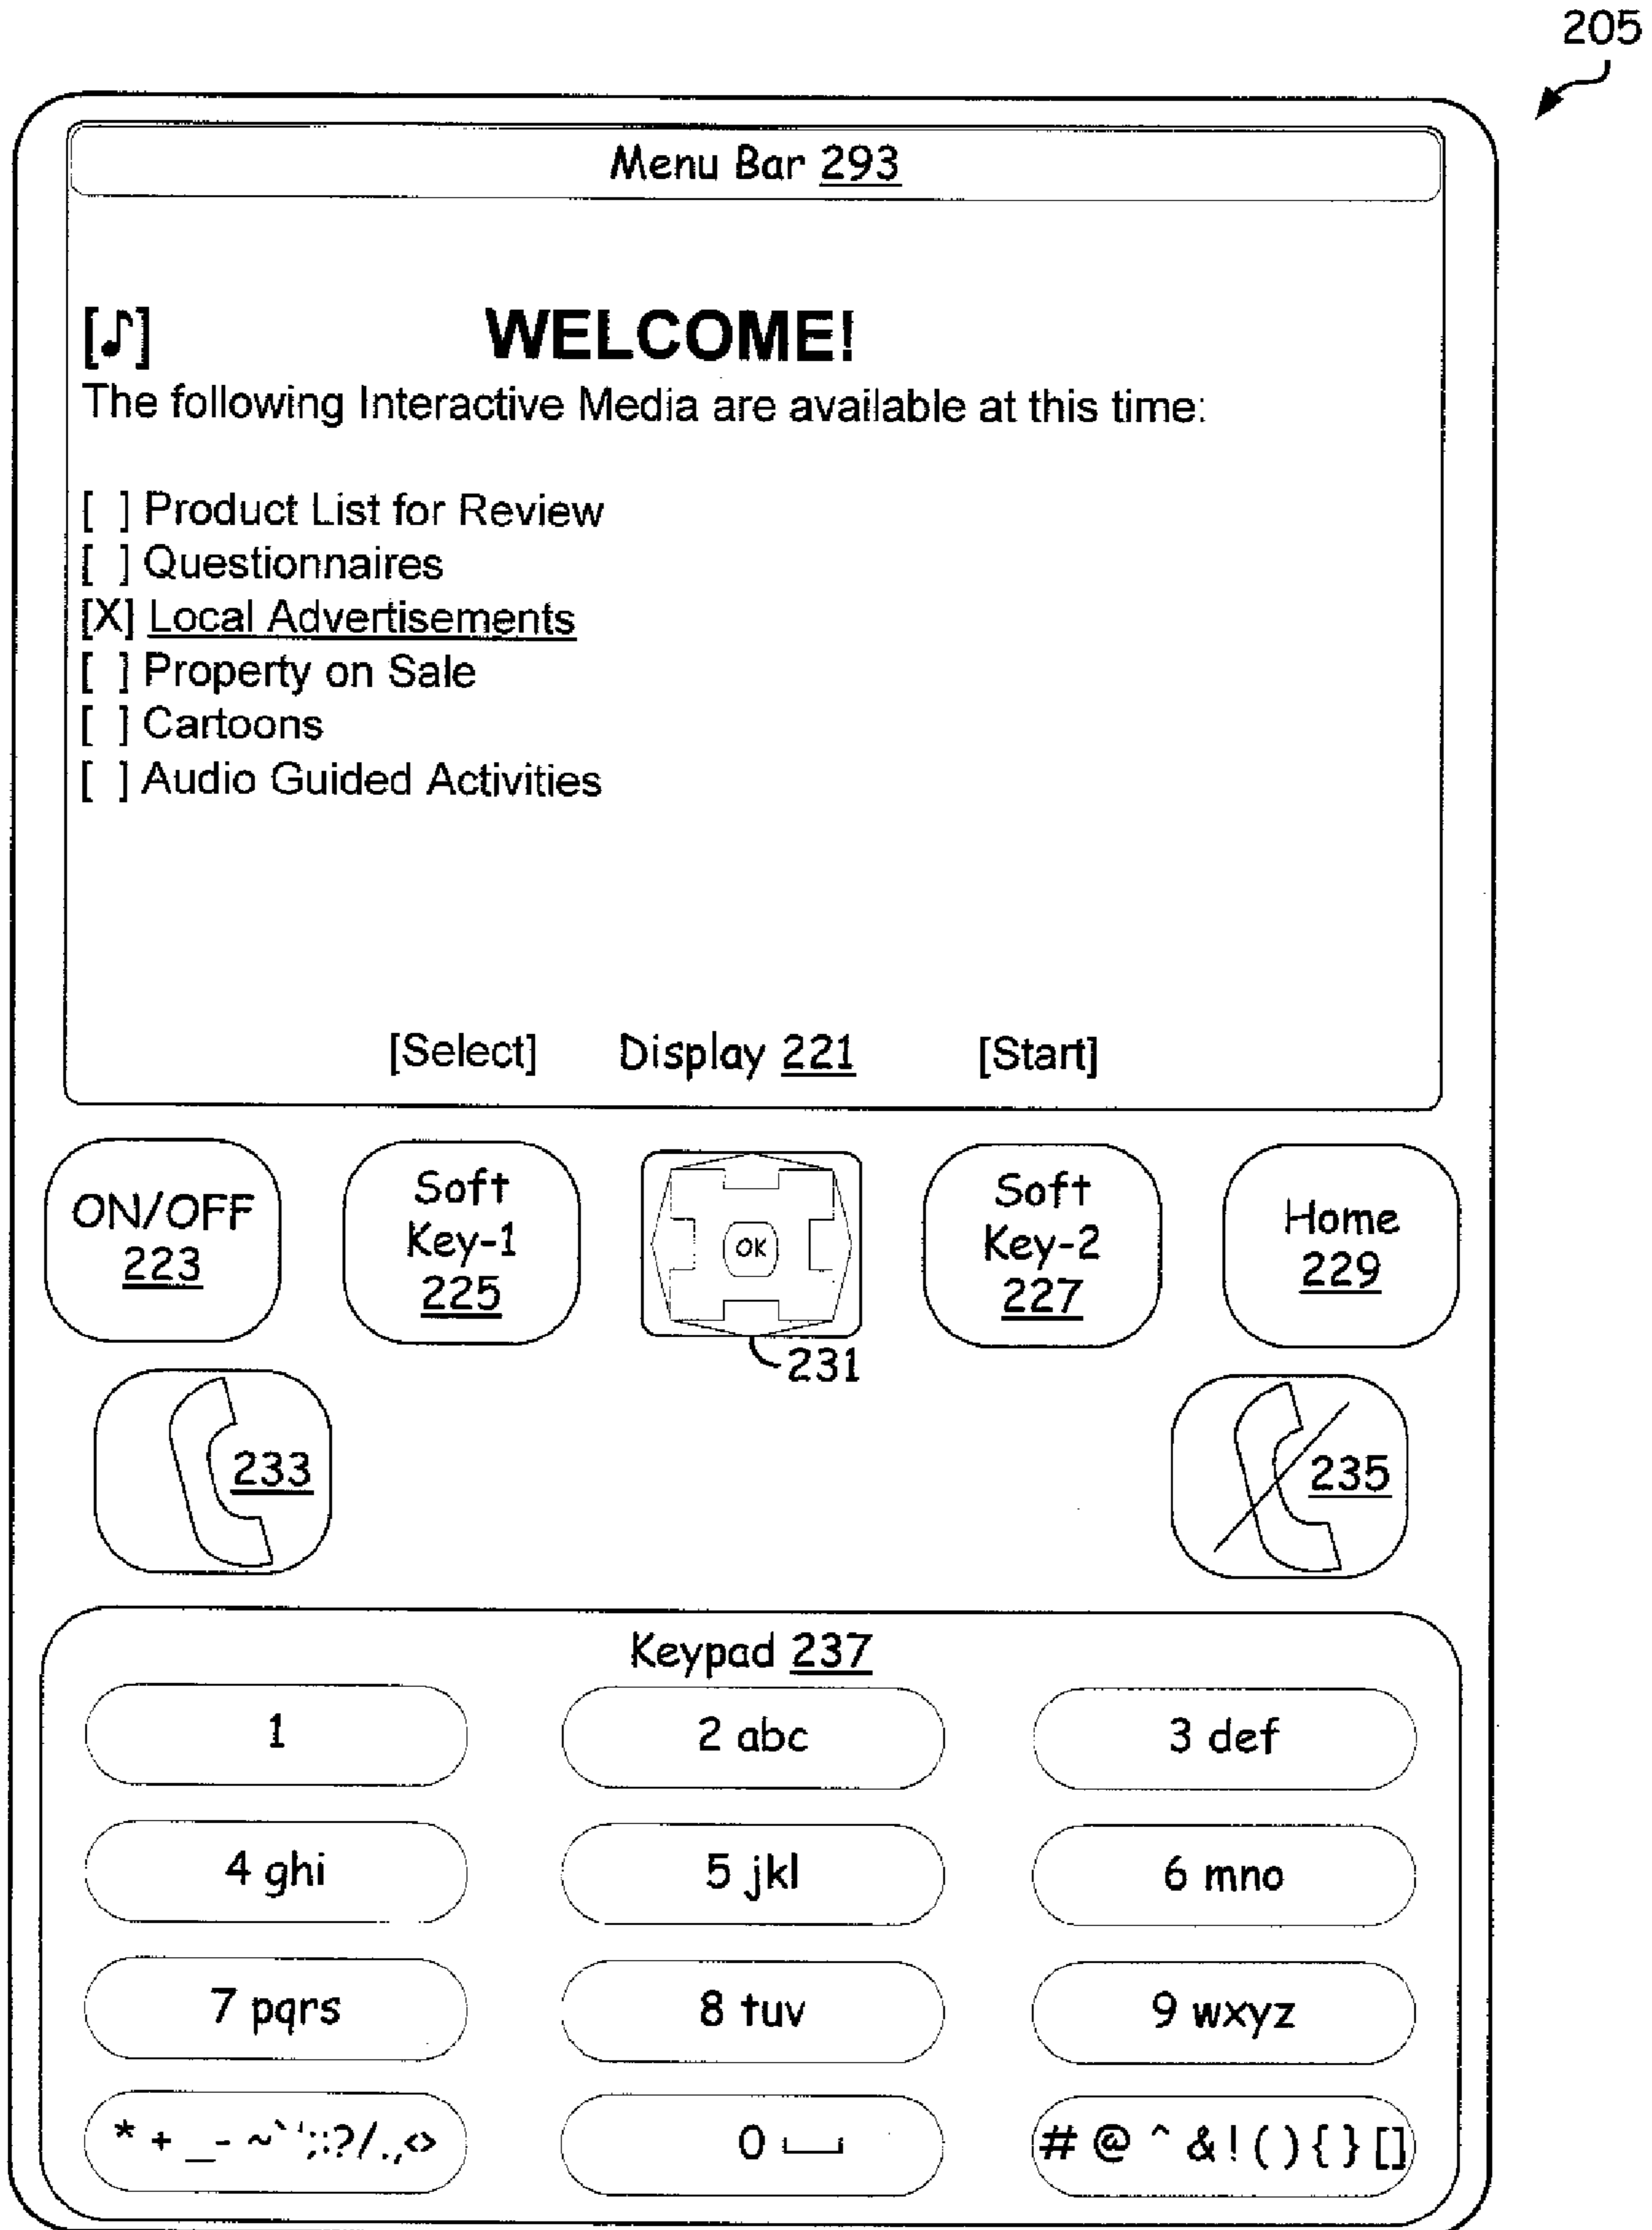 205
Menu Bar 293
[♪] WELCOME!
The following Interactive Media are available at this time:
[ ] Product List for Review
[ ] Questionnaires
[X] Local Advertisements
[ ] Property on Sale
[ ] Cartoons
[ ] Audio Guided Activities
[Select] Display 221 [Start]
ON/OFF
223
Soft
Key-1
225
OK
231
Soft
Key-2
227
Home
229
233
235
Keypad 237
1
2 abc
3 def
4 ghi
5 jkl
6 mno
7 pqrs
8 tuv
9 wxyz
* + _- ~`';:?/.,<>
0 ⎵
# @ ^ & ! ( ) { } []